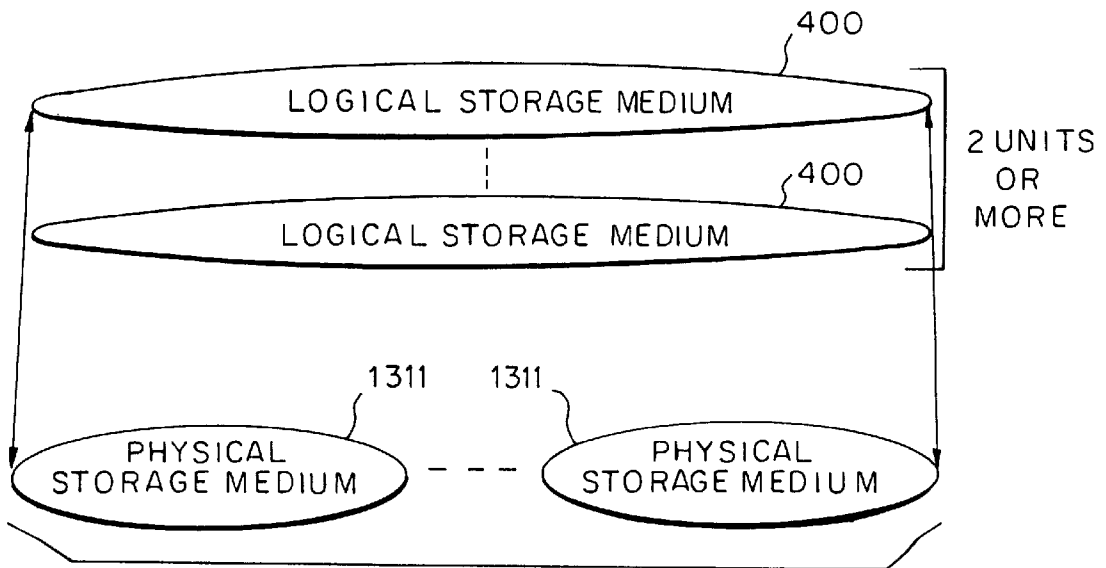 400
LOGICAL STORAGE MEDIUM
400
LOGICAL STORAGE MEDIUM
2 UNITS
OR
MORE
1311
1311
PHYSICAL
STORAGE MEDIUM
PHYSICAL
STORAGE MEDIUM